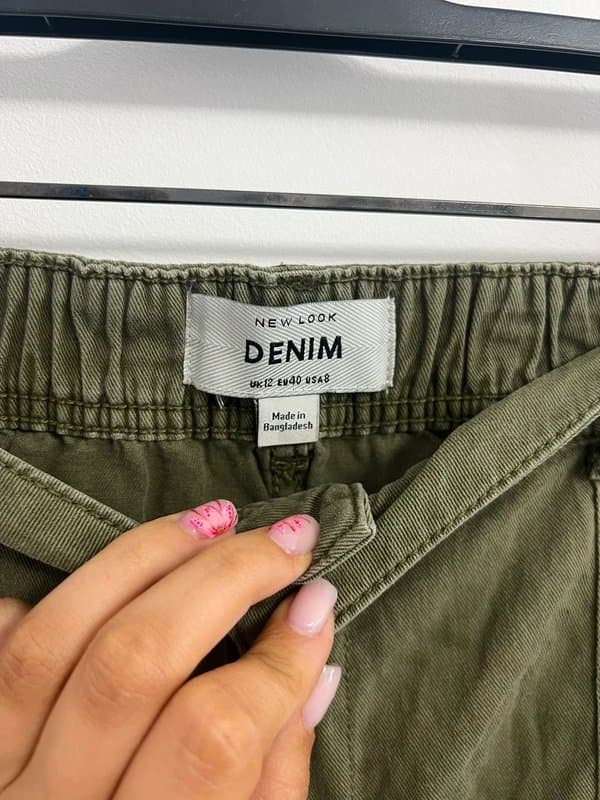 NEW LOOK
DENIM
UK12 EU40 USA8
Made in
Bangladesh